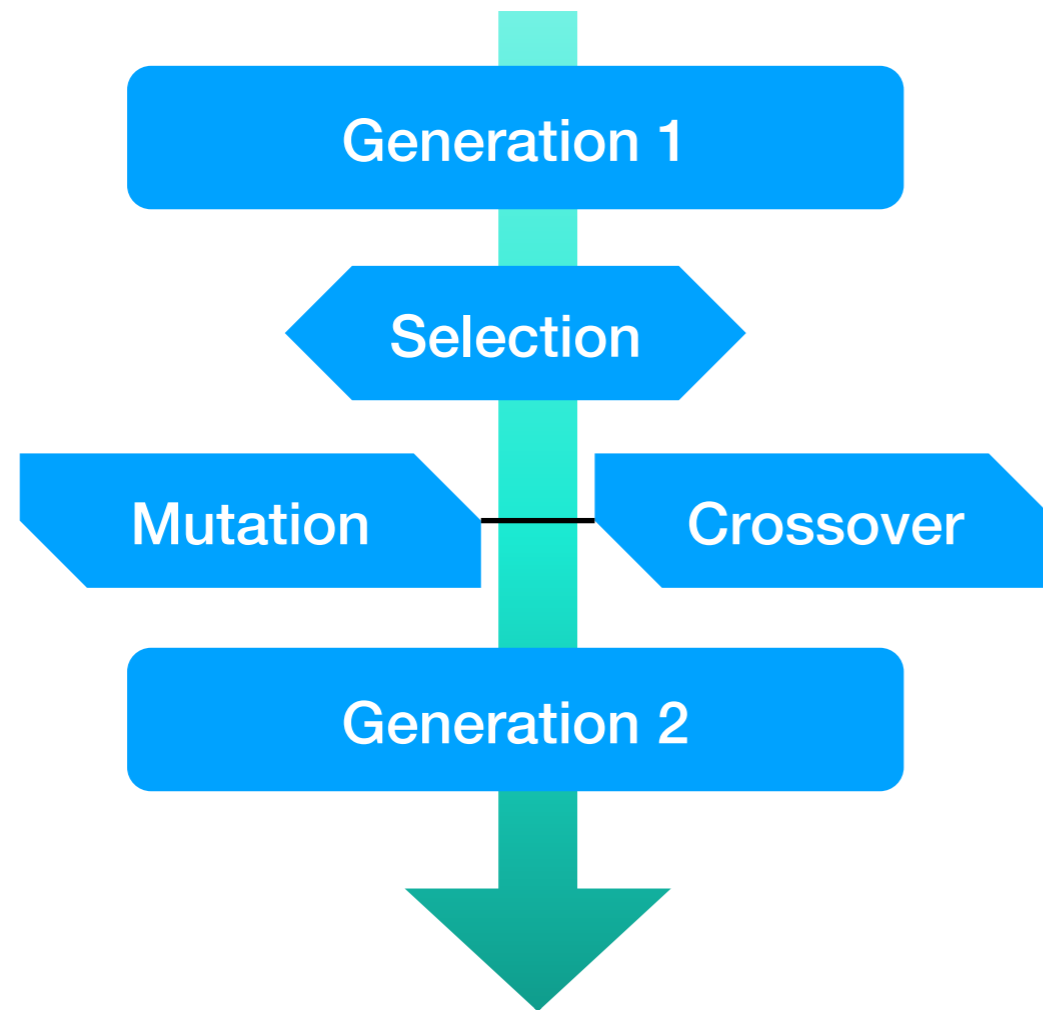 Generation 1
Selection
Mutation
Crossover
Generation 2